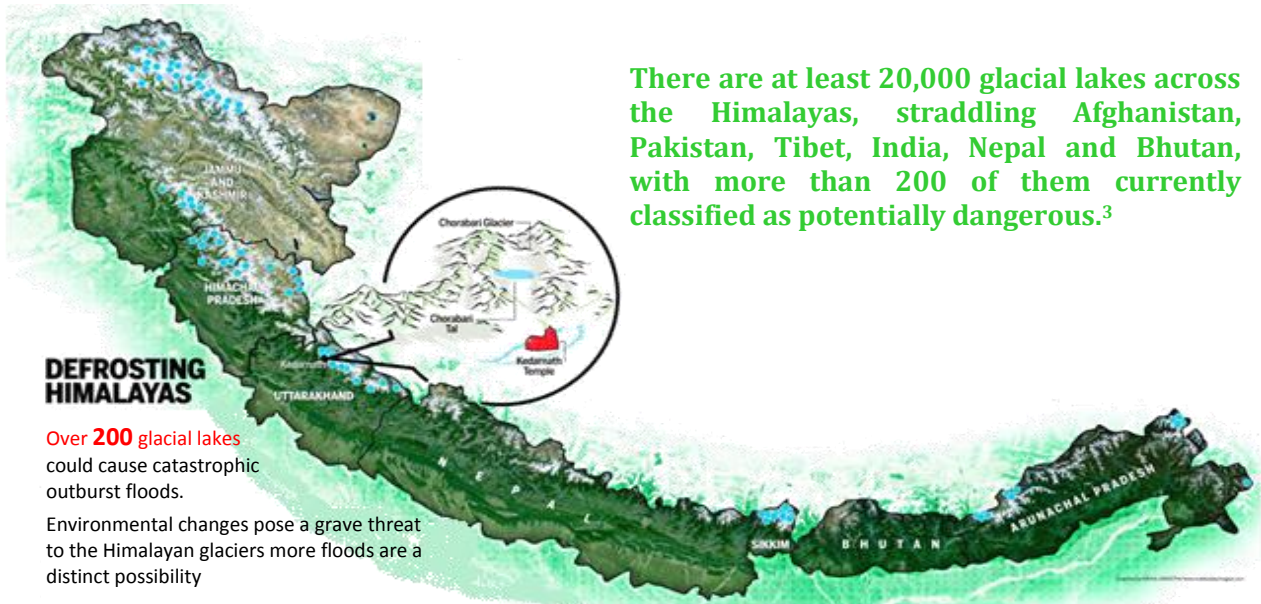 There are at least 20,000 glacial lakes across
the Himalayas, straddling Afghanistan,
Pakistan, Tibet, India, Nepal and Bhutan,
with more than 200 of them currently
classified as potentially dangerous.³
JAMMU
AND
KASHMIR
HIMACHAL
PRADESH
Chorabari Glacier
Chorabari
Tal
Kedarnath
Temple
Kedarnath
UTTARAKHAND
DEFROSTING
HIMALAYAS
Over 200 glacial lakes
could cause catastrophic
outburst floods.
Environmental changes pose a grave threat
to the Himalayan glaciers more floods are a
distinct possibility
NEPAL
SIKKIM
BHUTAN
ARUNACHAL PRADESH